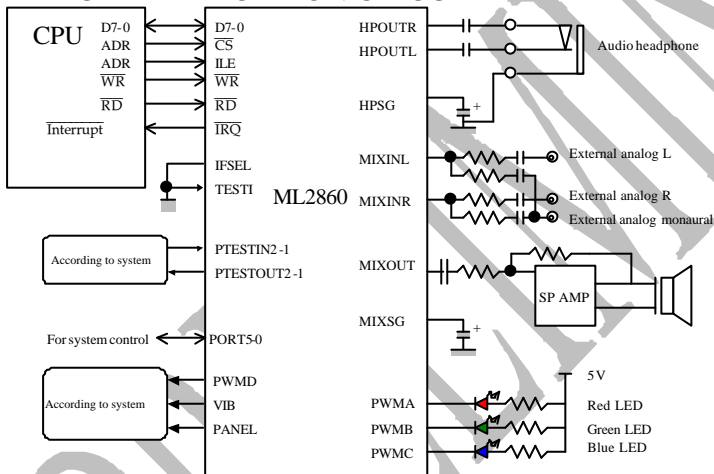 CPU
D7-0
ADR
ADR
WR
RD
Interrupt
D7-0
CS
ILE
WR
RD
IRQ
IFSEL
TESTI
ML2860
According to system
PTESTIN2-1
PTESTOUT2-1
For system control
PORT5-0
According to system
PWMD
VIB
PANEL
HPOUTR
HPOUTL
Audio headphone
HPSG
+
MIXINL
External analog L
MIXINR
External analog R
External analog monaural
MIXOUT
SP AMP
MIXSG
+
5V
PWMA
Red LED
PWMB
Green LED
PWMC
Blue LED